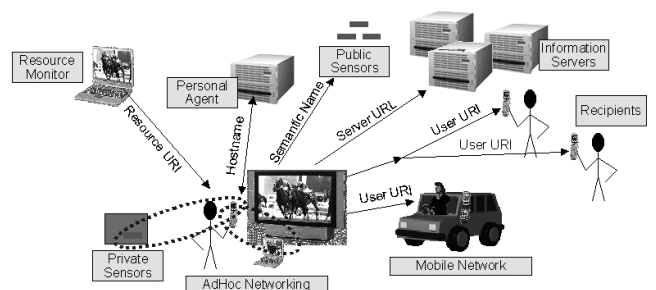 Resource
Monitor
Personal
Agent
Public
Sensors
Information
Servers
Recipients
Resource URI
Hostname
Semantic Name
Server URL
User URI
User URI
User URI
Private
Sensors
AdHoc Networking
Mobile Network